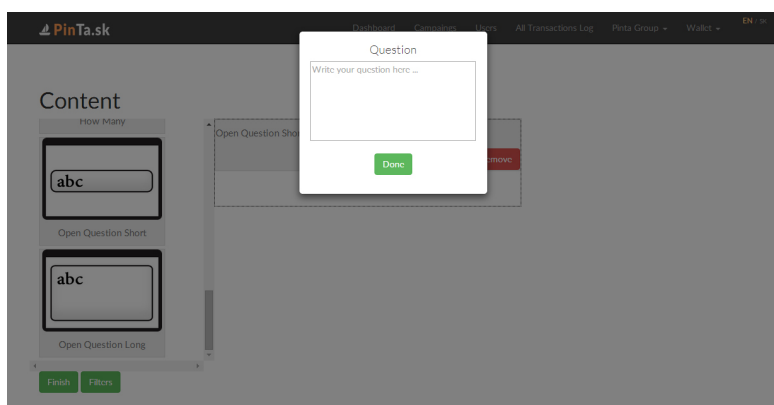 PinTa.sk
Dashboard Campaigns Users All Transactions Log Pinta Group Wallet EN / SK
Question
Write your question here ...
Done
Content
How Many
abc
Open Question Short
abc
Open Question Long
Open Question Sho
emove
Finish Filters